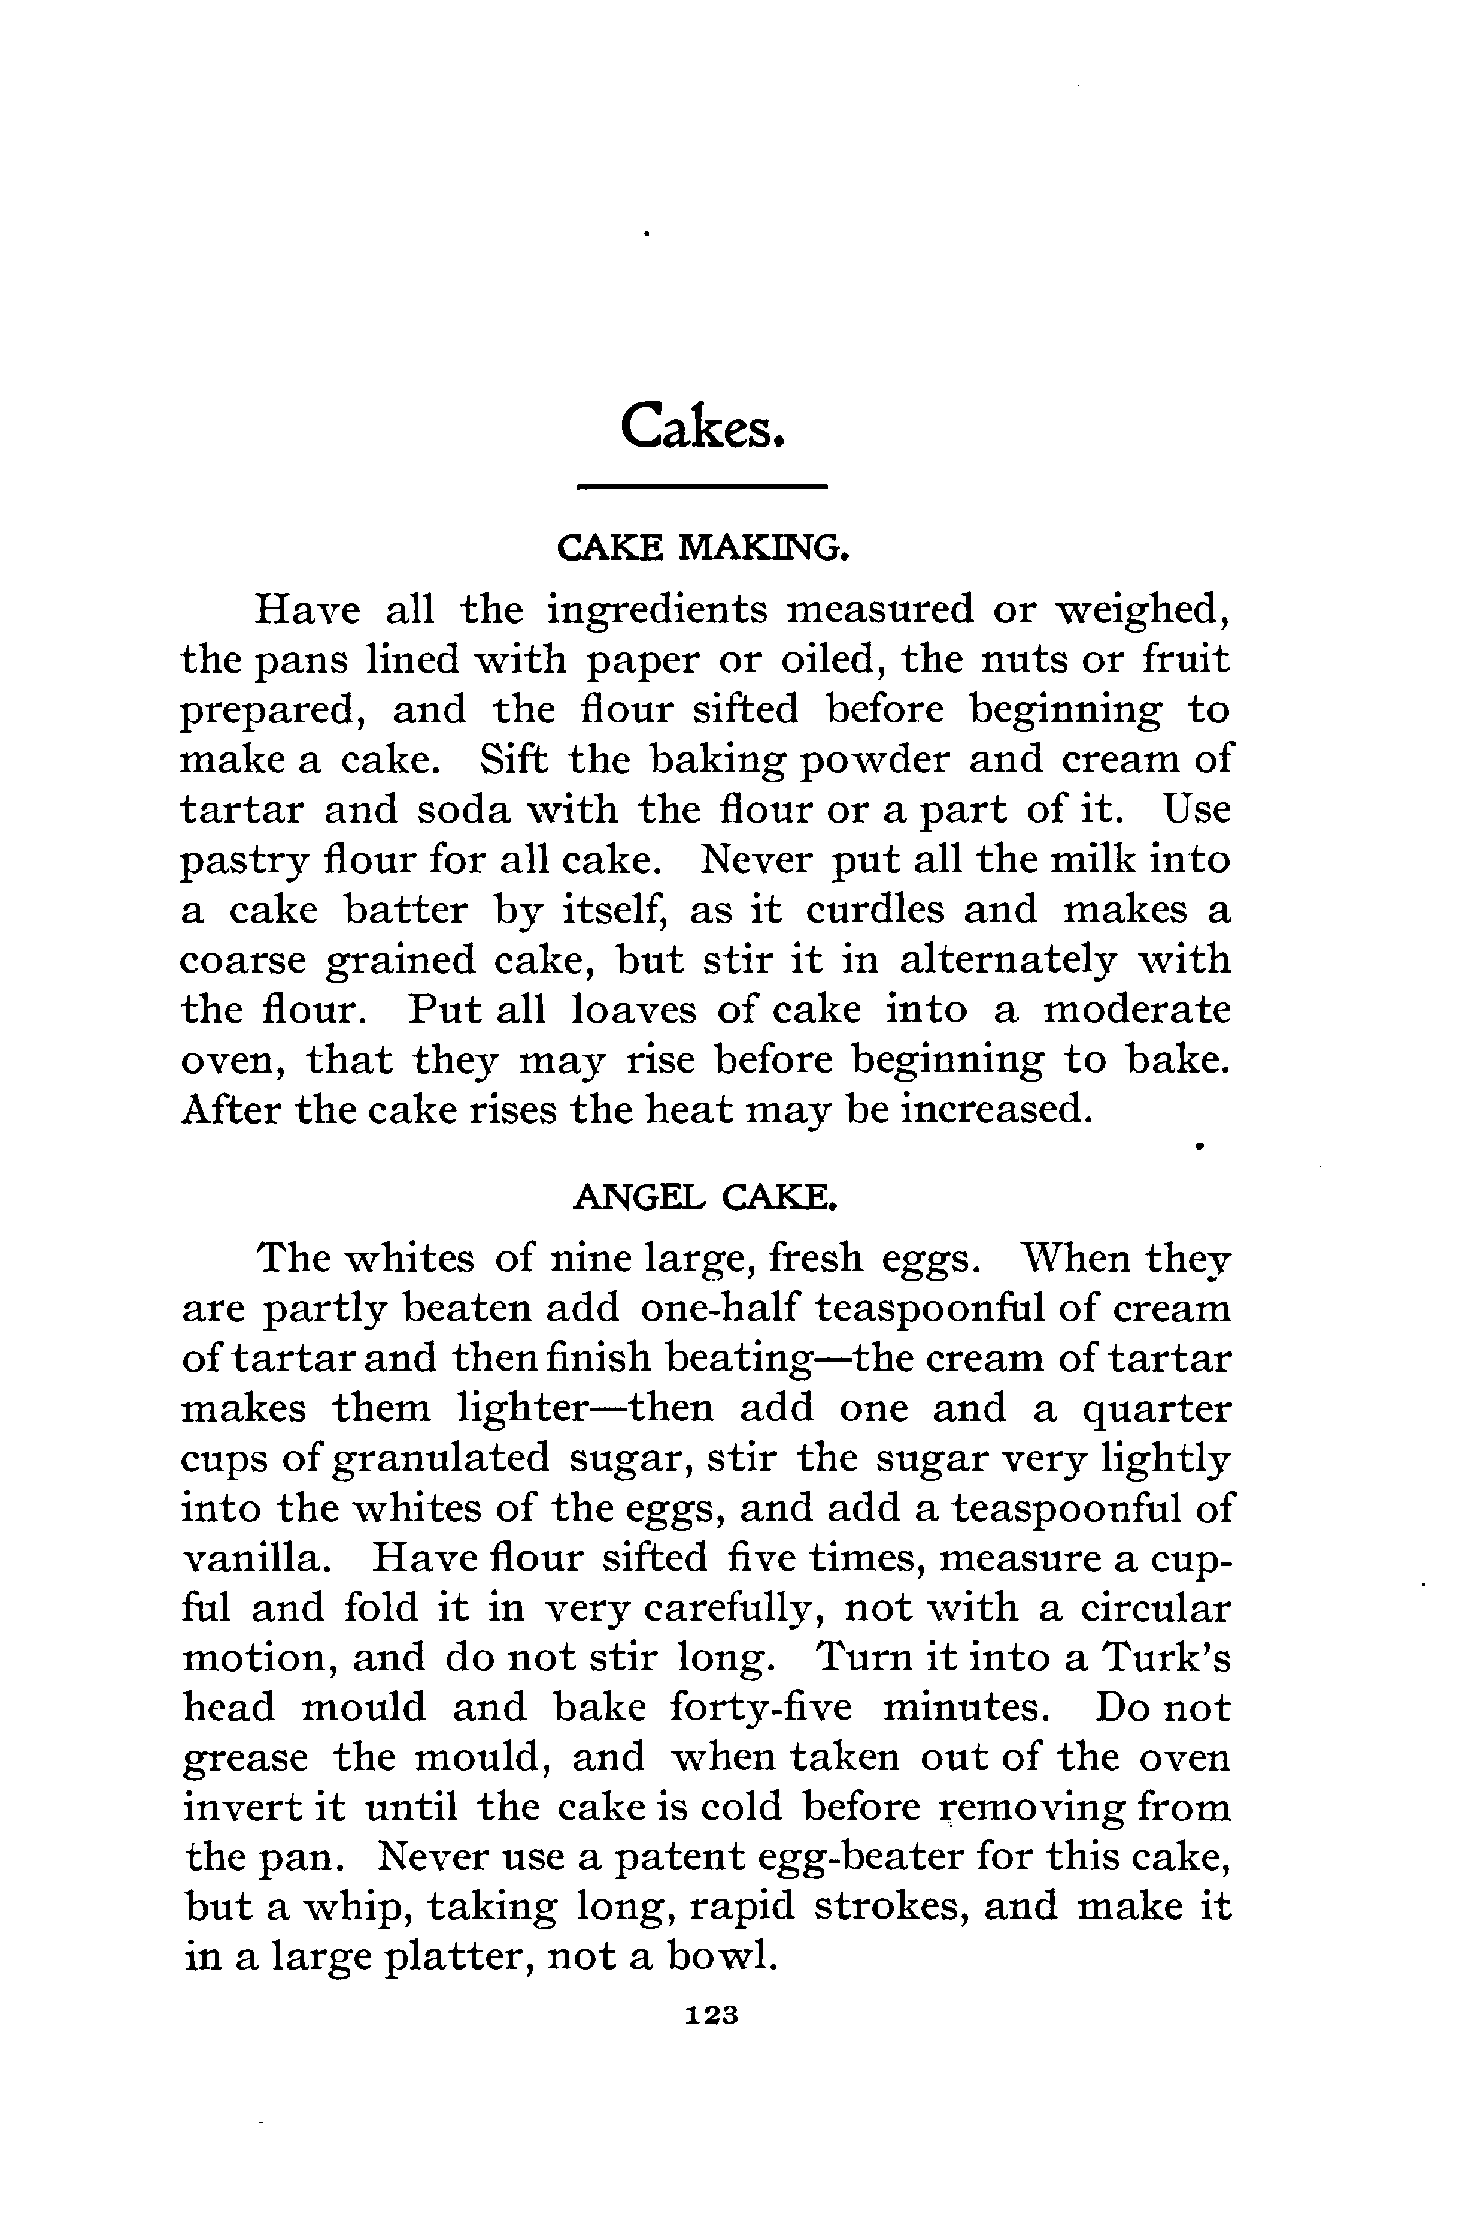 Cakes.
CAKE MAKING.
Have all the ingredients measured or weighed,
the pans lined with paper or oiled, the nuts or fruit
prepared, and the flour sifted before beginning to
make a cake. Sift the baking powder and cream of
tartar and soda with the flour or a part of it. Use
pastry flour for all cake. Never put all the milk into
a cake batter by itself, as it curdles and makes a
coarse grained cake, but stir it in alternately with
the flour. Put all loaves of cake into a moderate
oven, that they may rise before beginning to bake.
After the cake rises the heat may be increased.
ANGEL CAKE.
The whites of nine large, fresh eggs. When they
are partly beaten add one-half teaspoonful of cream
of tartar and then finish beating—the cream of tartar
makes them lighter—then add one and a quarter
cups of granulated sugar, stir the sugar very lightly
into the whites of the eggs, and add a teaspoonful of
vanilla. Have flour sifted five times, measure a cup-
ful and fold it in very carefully, not with a circular
motion, and do not stir long. Turn it into a Turk's
head mould and bake forty-five minutes. Do not
grease the mould, and when taken out of the oven
invert it until the cake is cold before removing from
the pan. Never use a patent egg-beater for this cake,
but a whip, taking long, rapid strokes, and make it
in a large platter, not a bowl.
123